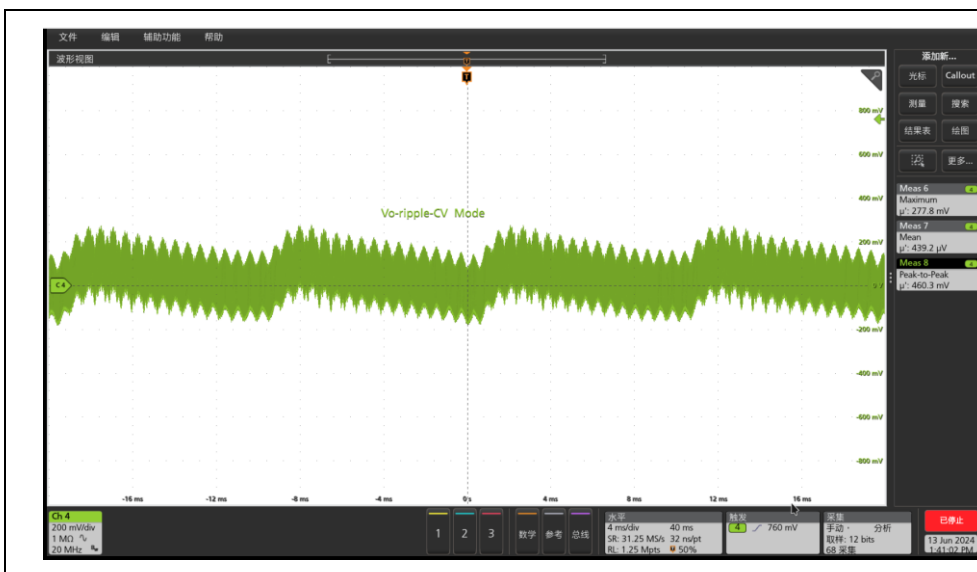 文件 编辑 辅助功能 帮助
波形视图
添加新...
光标 Callout
测量 搜索
结果表 绘图
更多...
T
800 mV
600 mV
400 mV
200 mV
0 V
-200 mV
-400 mV
-600 mV
-800 mV
Vo-ripple-CV Mode
C4
Meas 6 4
Maximum
µ': 277.8 mV
Meas 7 4
Mean
µ': 439.2 µV
Meas 8 4
Peak-to-Peak
µ': 460.3 mV
-16 ms -12 ms -8 ms -4 ms 0 s 4 ms 8 ms 12 ms 16 ms
Ch 4
200 mV/div
1 MΩ
20 MHz
1 2 3 数学 参考 总线
水平
4 ms/div 40 ms
SR: 31.25 MS/s 32 ns/pt
RL: 1.25 Mpts 50%
触发
4 760 mV
采集
手动, 分析
取样: 12 bits
68 采集
已停止
13 Jun 2024
1:41:02 PM